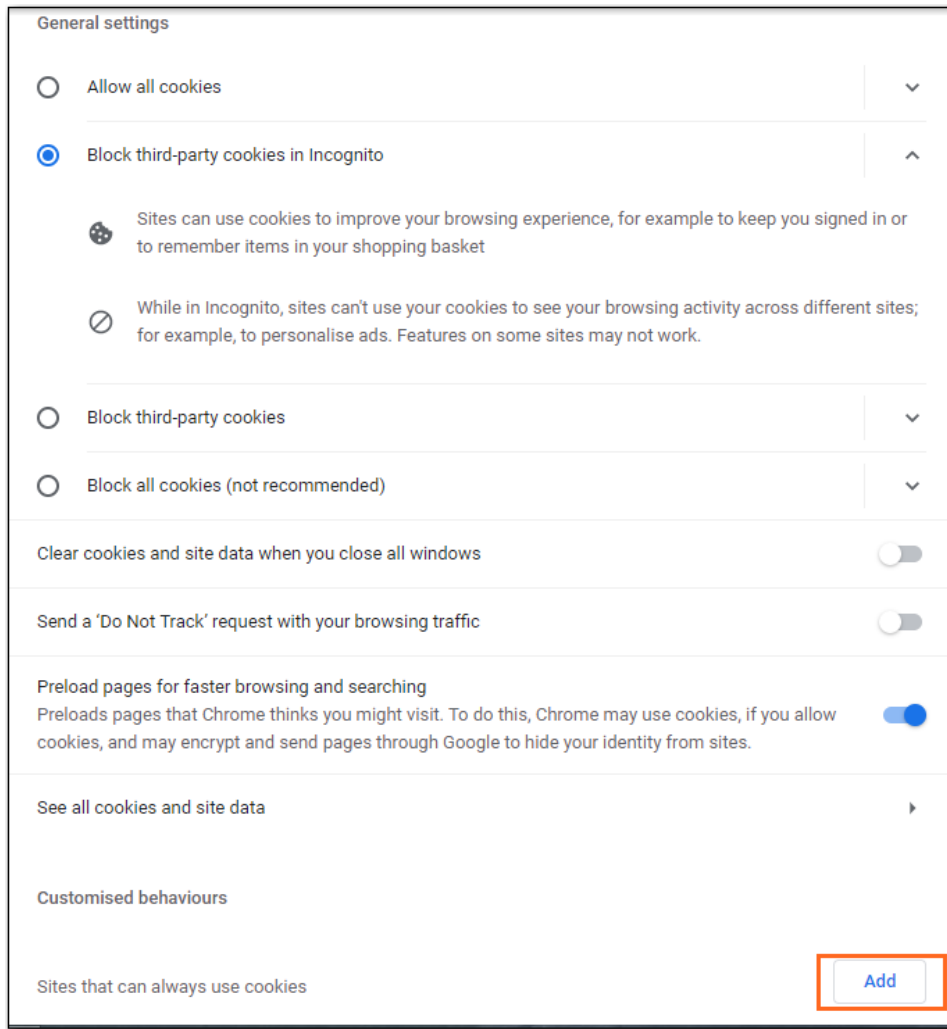 General settings
Allow all cookies
Block third-party cookies in Incognito
Sites can use cookies to improve your browsing experience, for example to keep you signed in or
to remember items in your shopping basket
While in Incognito, sites can't use your cookies to see your browsing activity across different sites;
for example, to personalise ads. Features on some sites may not work.
Block third-party cookies
Block all cookies (not recommended)
Clear cookies and site data when you close all windows
Send a ‘Do Not Track’ request with your browsing traffic
Preload pages for faster browsing and searching
Preloads pages that Chrome thinks you might visit. To do this, Chrome may use cookies, if you allow
cookies, and may encrypt and send pages through Google to hide your identity from sites.
See all cookies and site data
Customised behaviours
Sites that can always use cookies
Add